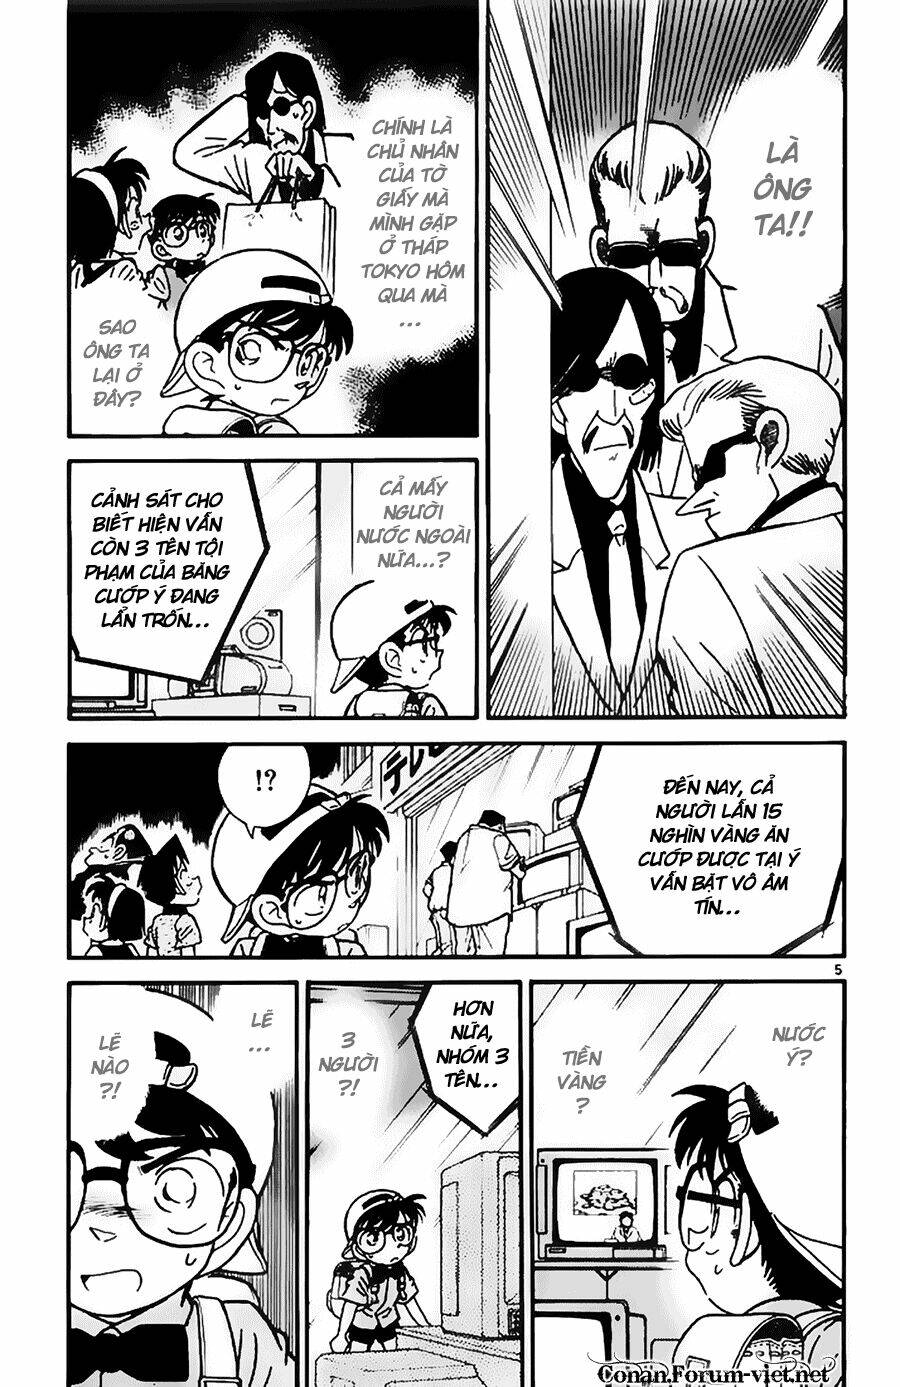 LÀ
ÔNG
TA!!
CHÍNH LÀ
CHỦ NHÂN
CỦA TỜ
GIẤY MÀ
MÌNH GẶP
Ở THÁP
TOKYO HÔM
QUA MÀ
...
SAO
ÔNG TA
LẠI Ở
ĐÂY?
CẢ MẤY
NGƯỜI
NƯỚC NGOÀI
NỮA...?
CẢNH SÁT CHO
BIẾT HIỆN VẪN
CÒN 3 TÊN TỘI
PHẠM CỦA BĂNG
CƯỚP Ý ĐANG
LẨN TRỐN...
ĐẾN NAY, CẢ
NGƯỜI LẪN 15
NGHÌN VÀNG ĂN
CƯỚP ĐƯỢC TẠI Ý
VẪN BẶT VÔ ÂM
TÍN...
テレ
!?
5
NƯỚC
Ý?
TIỀN
VÀNG
?
HƠN
NỮA,
NHÓM 3
TÊN...
3
NGƯỜI
?!
LẼ
...
LẼ
NÀO
?!
Conan.Forum-viet.net